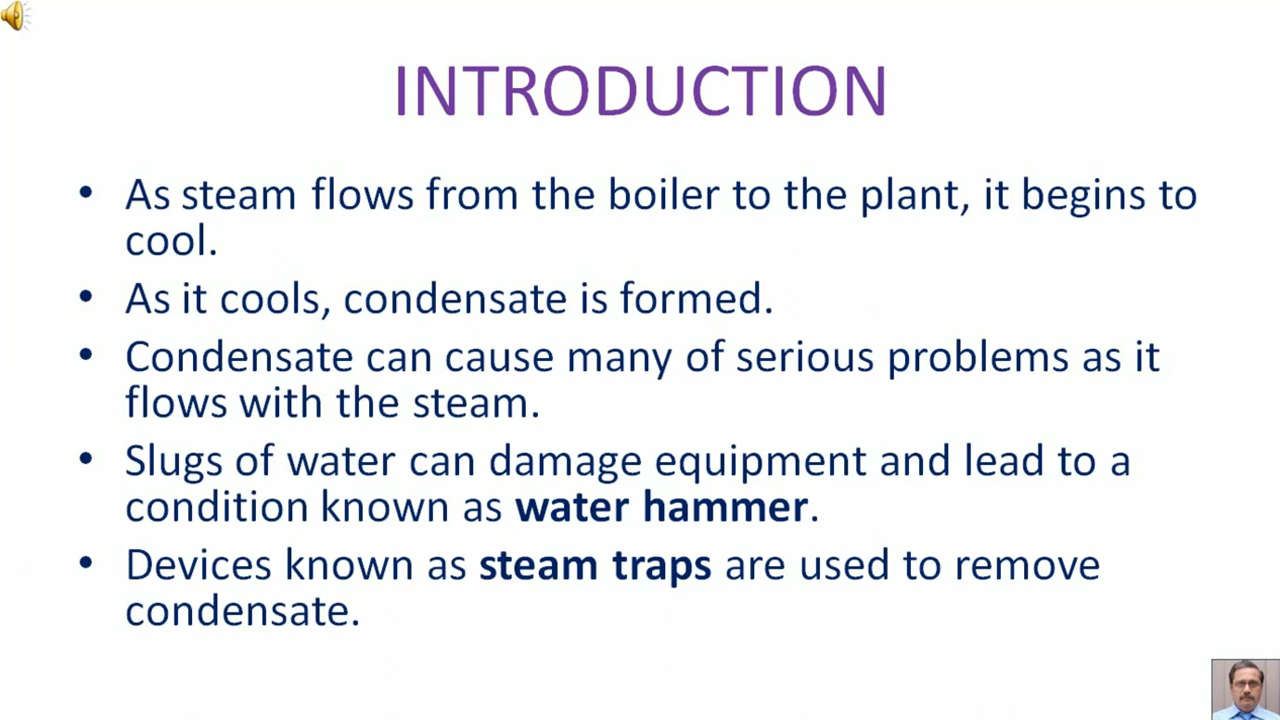 INTRODUCTION
• As steam flows from the boiler to the plant, it begins to
cool.
• As it cools, condensate is formed.
• Condensate can cause many of serious problems as it
flows with the steam.
• Slugs of water can damage equipment and lead to a
condition known as water hammer.
• Devices known as steam traps are used to remove
condensate.